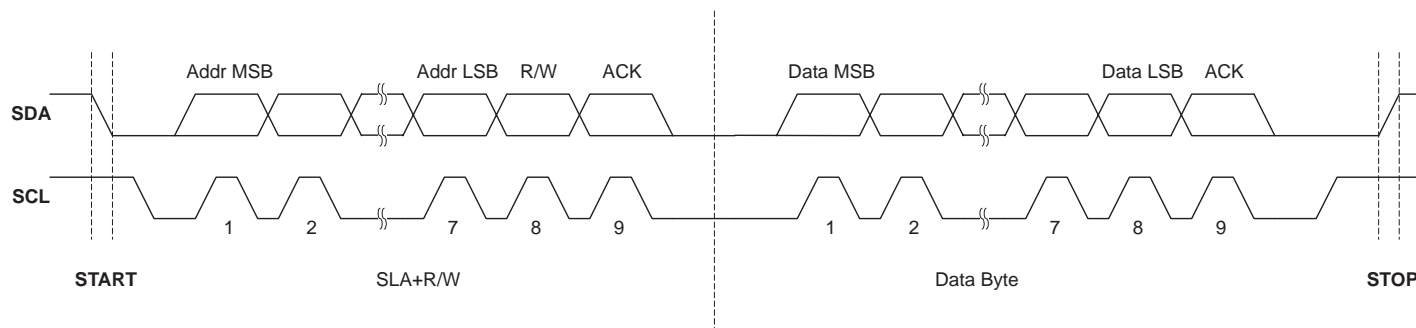 Addr MSB Addr LSB R/W ACK Data MSB Data LSB ACK
SDA
SCL
1 2 7 8 9 1 2 7 8 9
START SLA+R/W Data Byte STOP